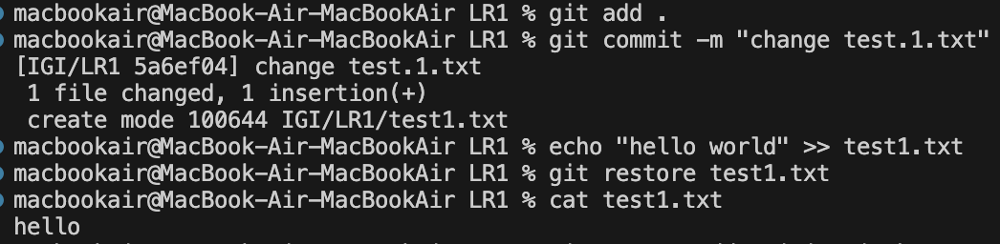 macbookair@MacBook-Air-MacBookAir LR1 % git add .
macbookair@MacBook-Air-MacBookAir LR1 % git commit -m "change test.1.txt"
[IGI/LR1 5a6ef04] change test.1.txt
 1 file changed, 1 insertion(+)
 create mode 100644 IGI/LR1/test1.txt
macbookair@MacBook-Air-MacBookAir LR1 % echo "hello world" >> test1.txt
macbookair@MacBook-Air-MacBookAir LR1 % git restore test1.txt
macbookair@MacBook-Air-MacBookAir LR1 % cat test1.txt
hello